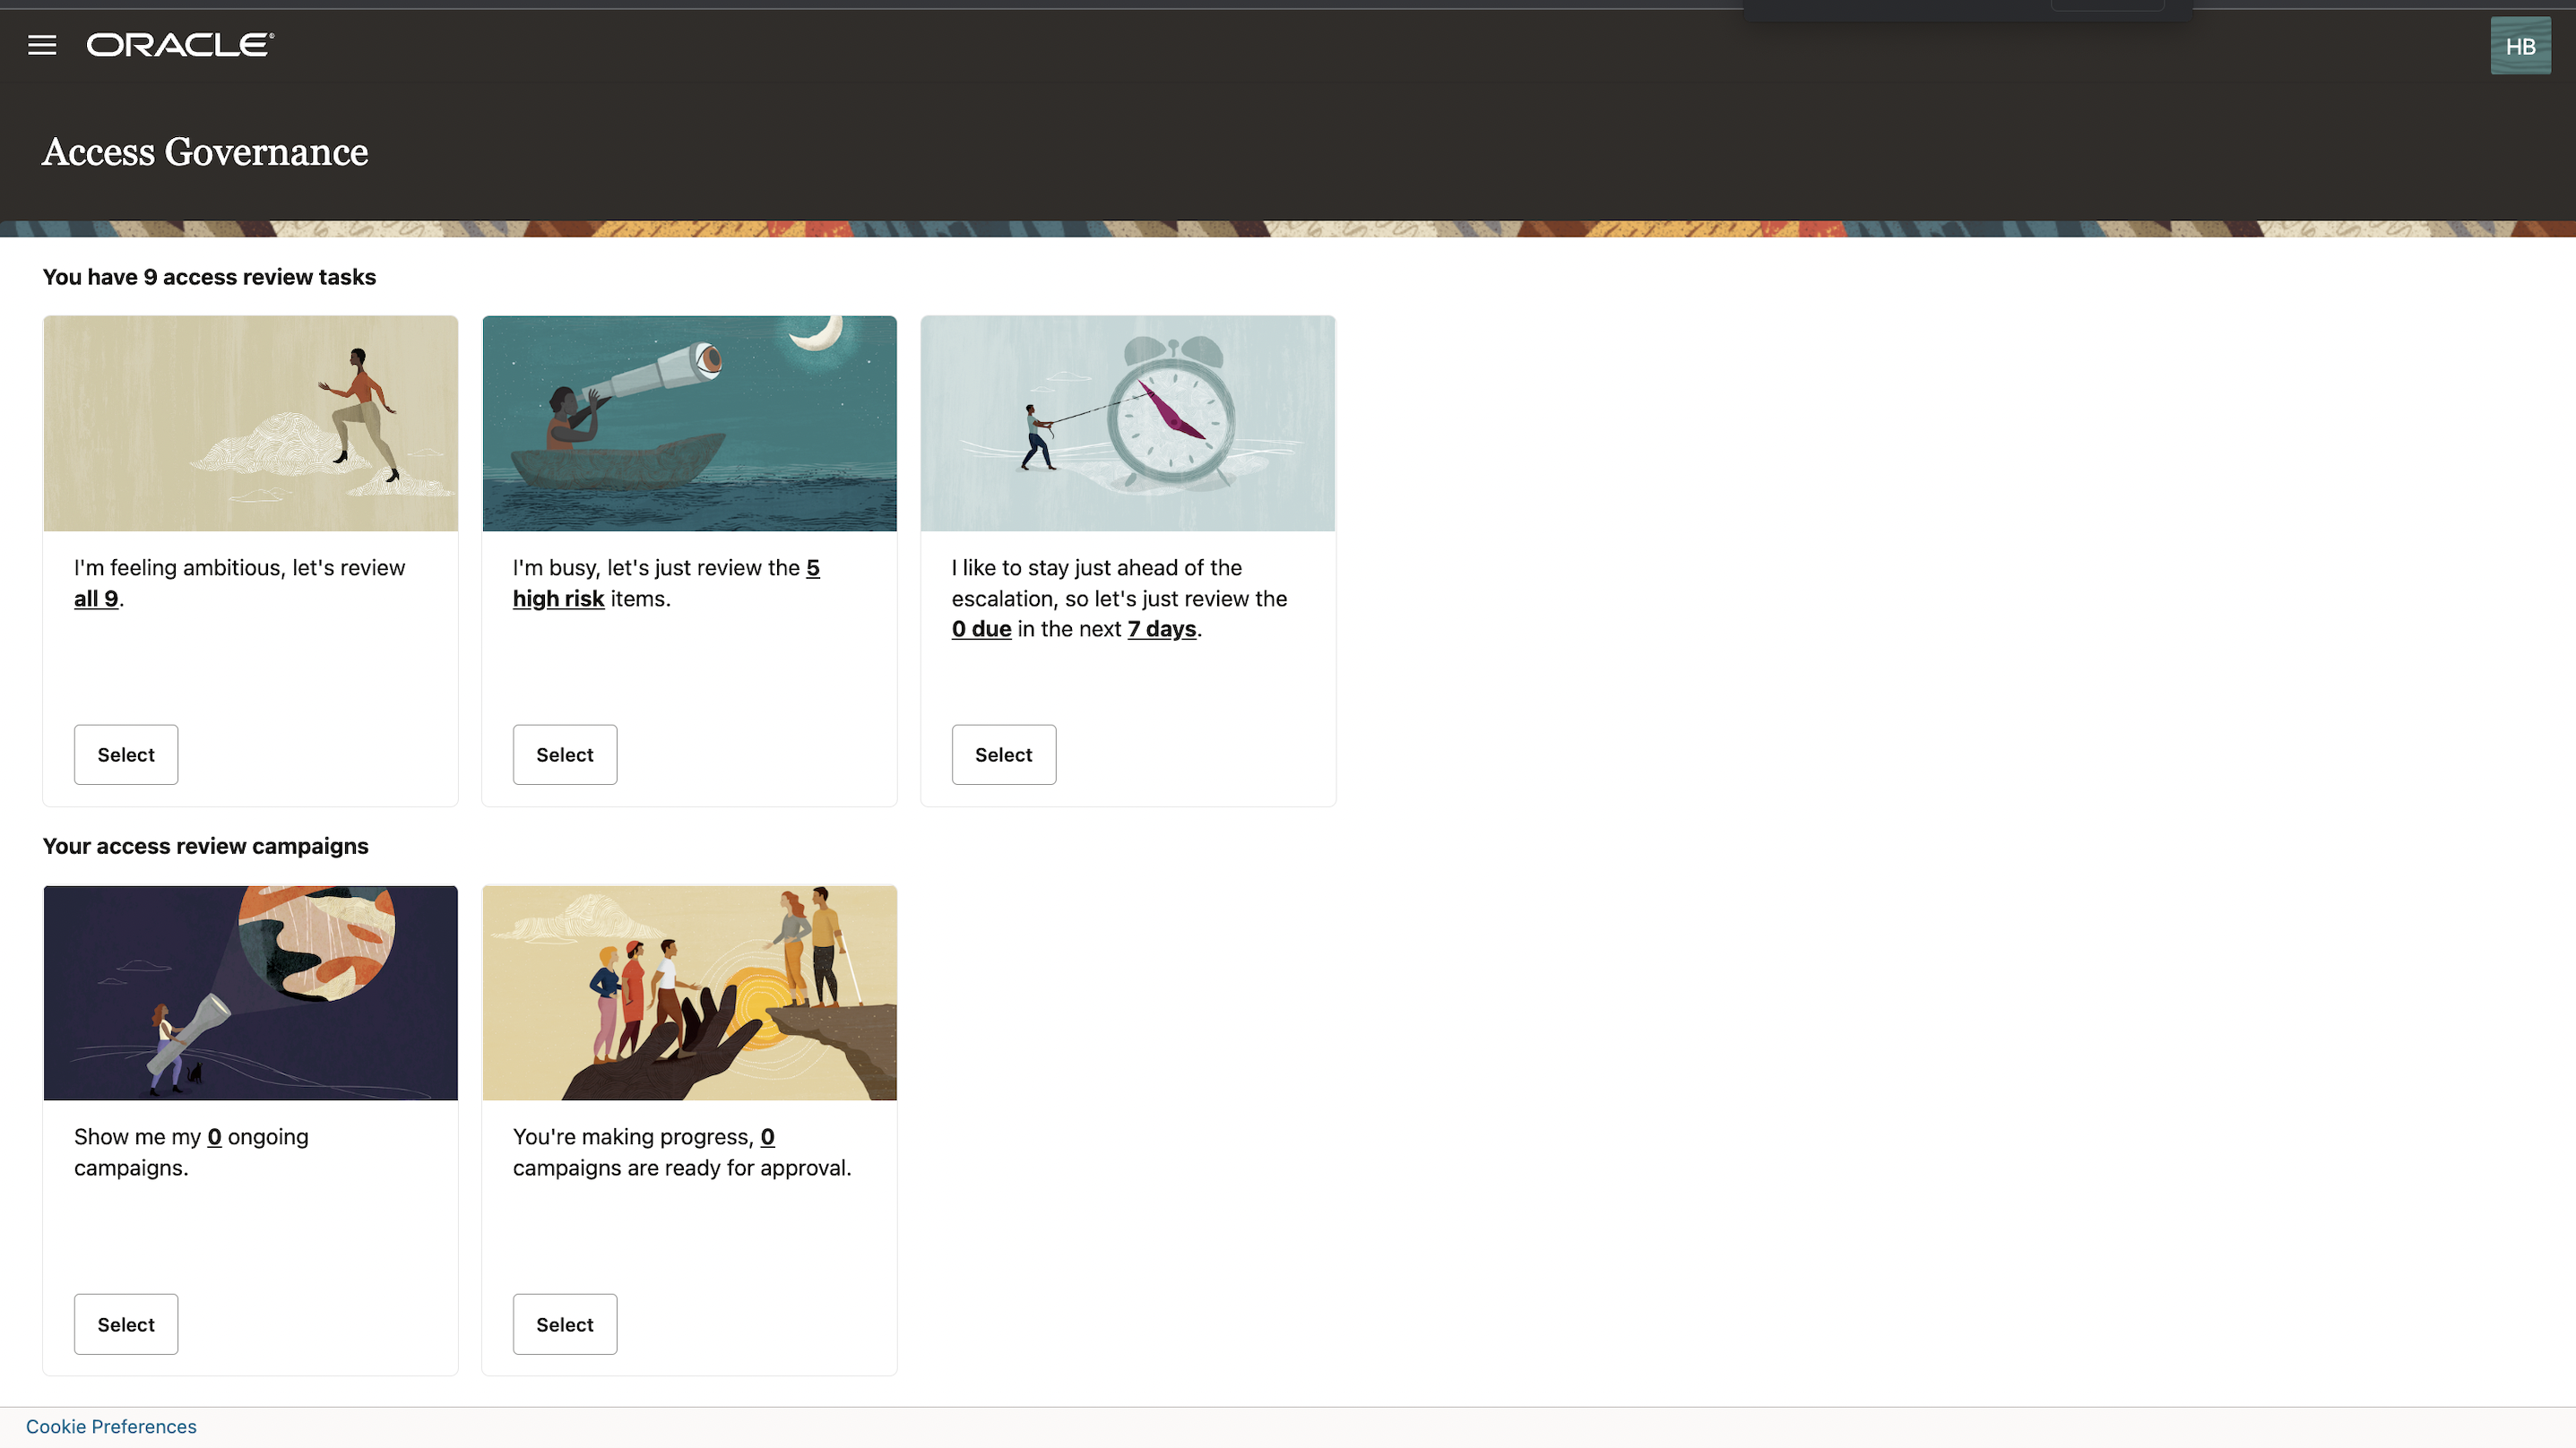 ORACLE
HB
Access Governance
You have 9 access review tasks
I'm feeling ambitious, let's review
all 9.
Select
I'm busy, let's just review the 5
high risk items.
Select
I like to stay just ahead of the
escalation, so let's just review the
0 due in the next 7 days.
Select
Your access review campaigns
Show me my 0 ongoing
campaigns.
Select
You're making progress, 0
campaigns are ready for approval.
Select
Cookie Preferences